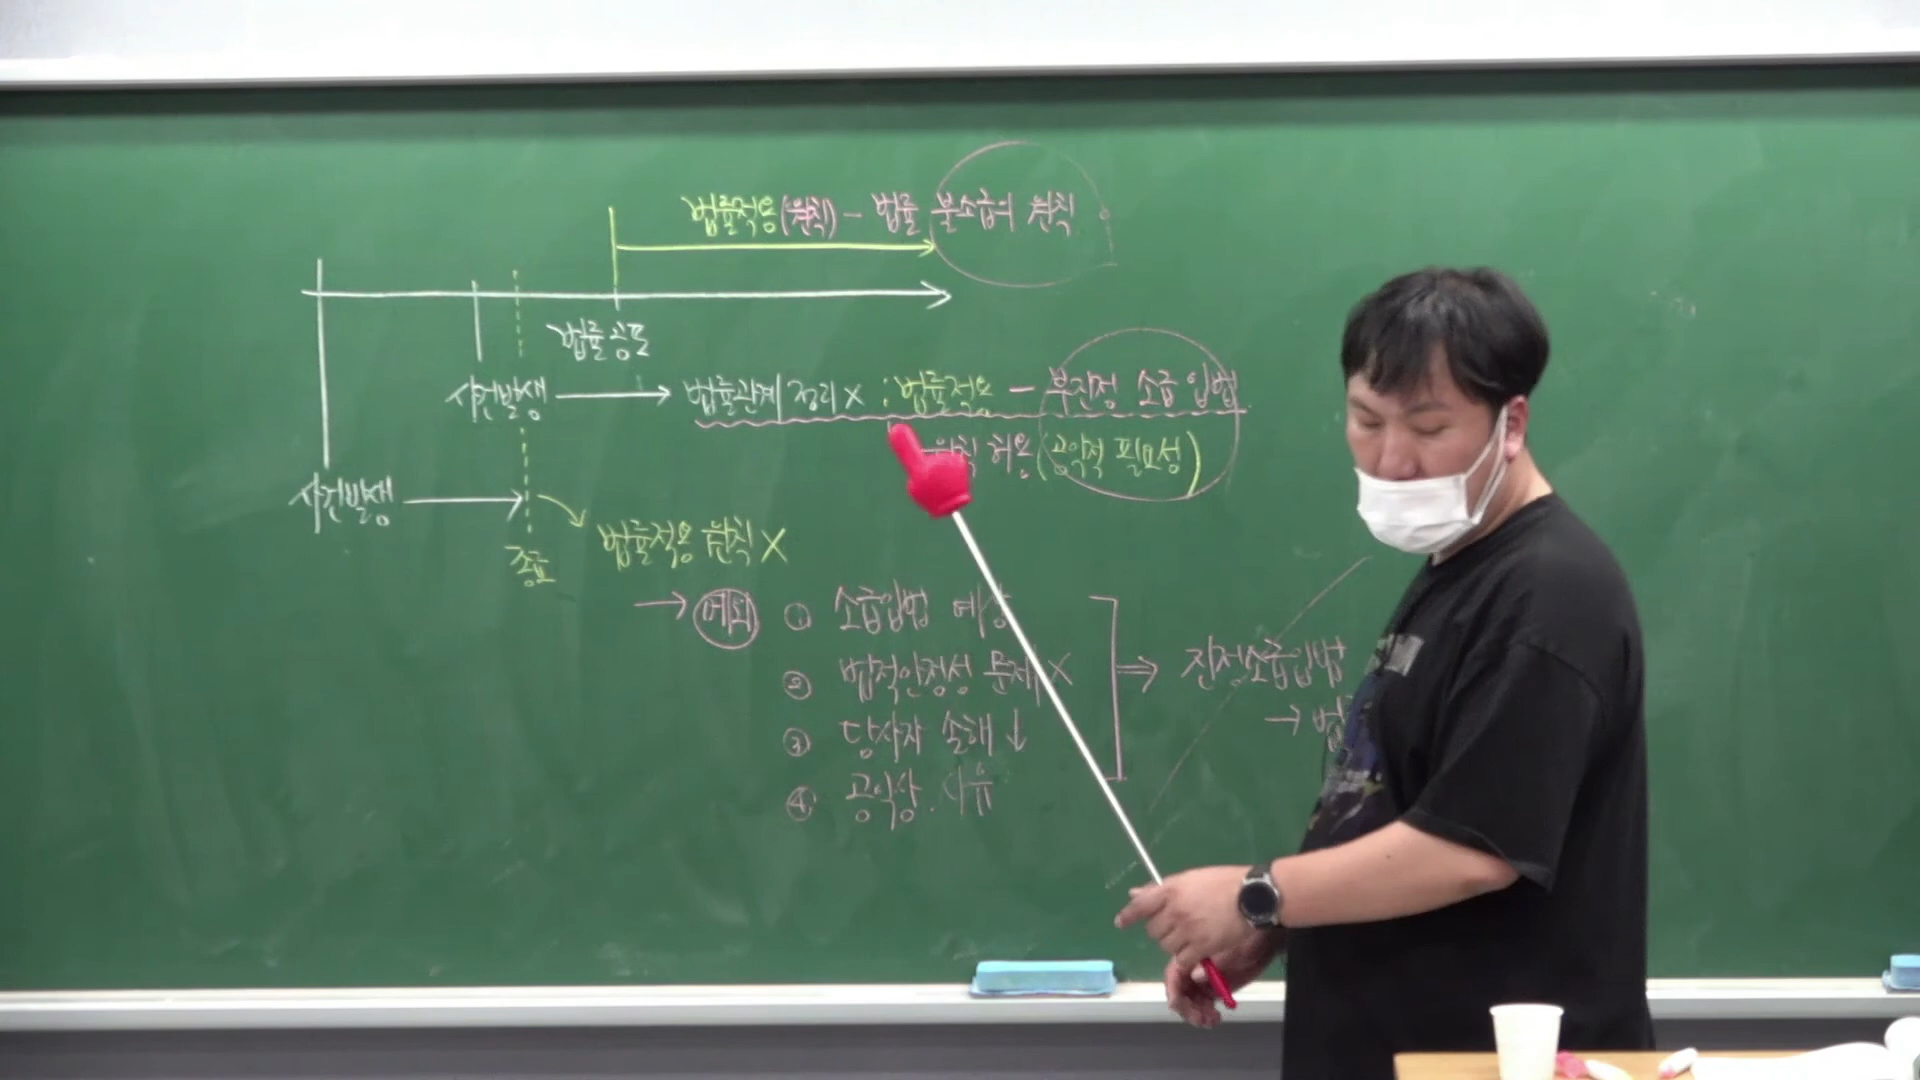 법률적용(원칙) - 법률 불소급의 원칙
법률공포
사건발생 → 법률관계 정리 X : 법률적용 - 부진정 소급입법
원칙 허용 (공익적 필요성)
사건발생 →
종료
법률적용 원칙 X
→ 예외 ① 소급입법 예상
② 법적안정성 문제 X
③ 당사자 손해 ↓
④ 공익상 사유
⇒ 진정소급입법
→ 법